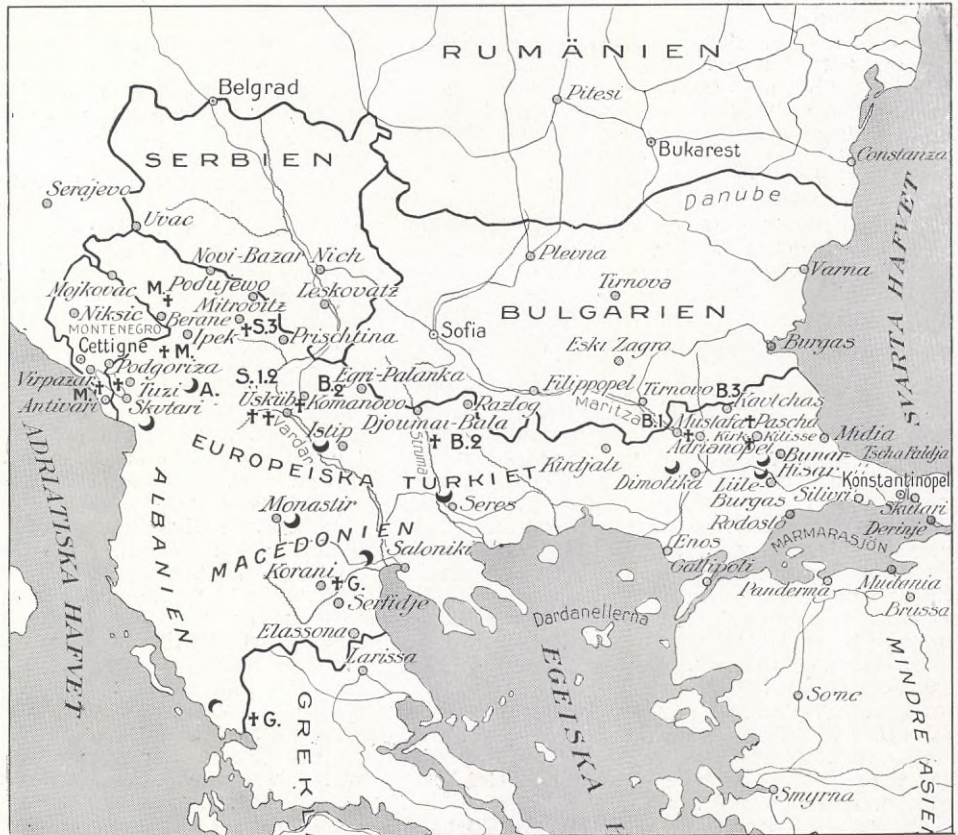 RUMÄNIEN
Belgrad
Pitesi
SERBIEN
Bukarest
Constanza
Serajevo
Danube
SVARTA HAFVET
Uvac
Novi-Bazar
Nich
Plevna
Varna
Mojkovac
M. † Podujewo
Tirnova
Mitrovitz
Leskovatz
Niksic
Berane
BULGARIEN
MONTENEGRO
† S.3
Sofia
Ipek
Prischtina
Cettigne
† M.
Eski Zagra
Burgas
Podgoriza
Virpazar
M. †
†
Tuzi
A.
S.1.2
B.2
Egri-Palanka
Filippopel
Tirnovo
B.3
Kavtchas
Antivari
Skutari
Üsküb
†
Komanovo
Razlog
Maritza
B.1
Mustafa
†
Pascha
† †
Djoumai-Bala
†
Kirk
†
Kilisse
Midia
Vardar
Istip
† B.2
Adrianopel
Bunar
Tschataldja
EUROPEISKA TURKIET
Struma
Kirdjali
Dimotika
Hisar
Lüle
Burgas
Konstantinopel
Silivri
Skutari
ADRIATISKA HAFVET
ALBANIEN
Monastir
Seres
Rodosto
Derinje
MACEDONIEN
Saloniki
Enos
MARMARASJÖN
Korani
† G.
Gallipoli
Panderma
Mudania
Serfidje
Brussa
Dardanellerna
Elassona
Larissa
EGEISKA H
MINDRE ASIEN
† G.
GREKL
Smyrna